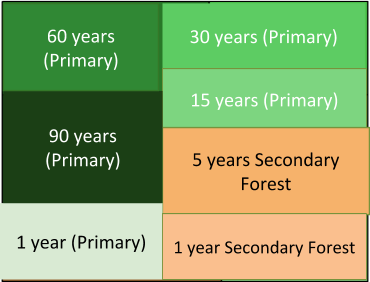 60 years
(Primary)
90 years
(Primary)
1 year (Primary)
30 years (Primary)
15 years (Primary)
5 years Secondary
Forest
1 year Secondary Forest